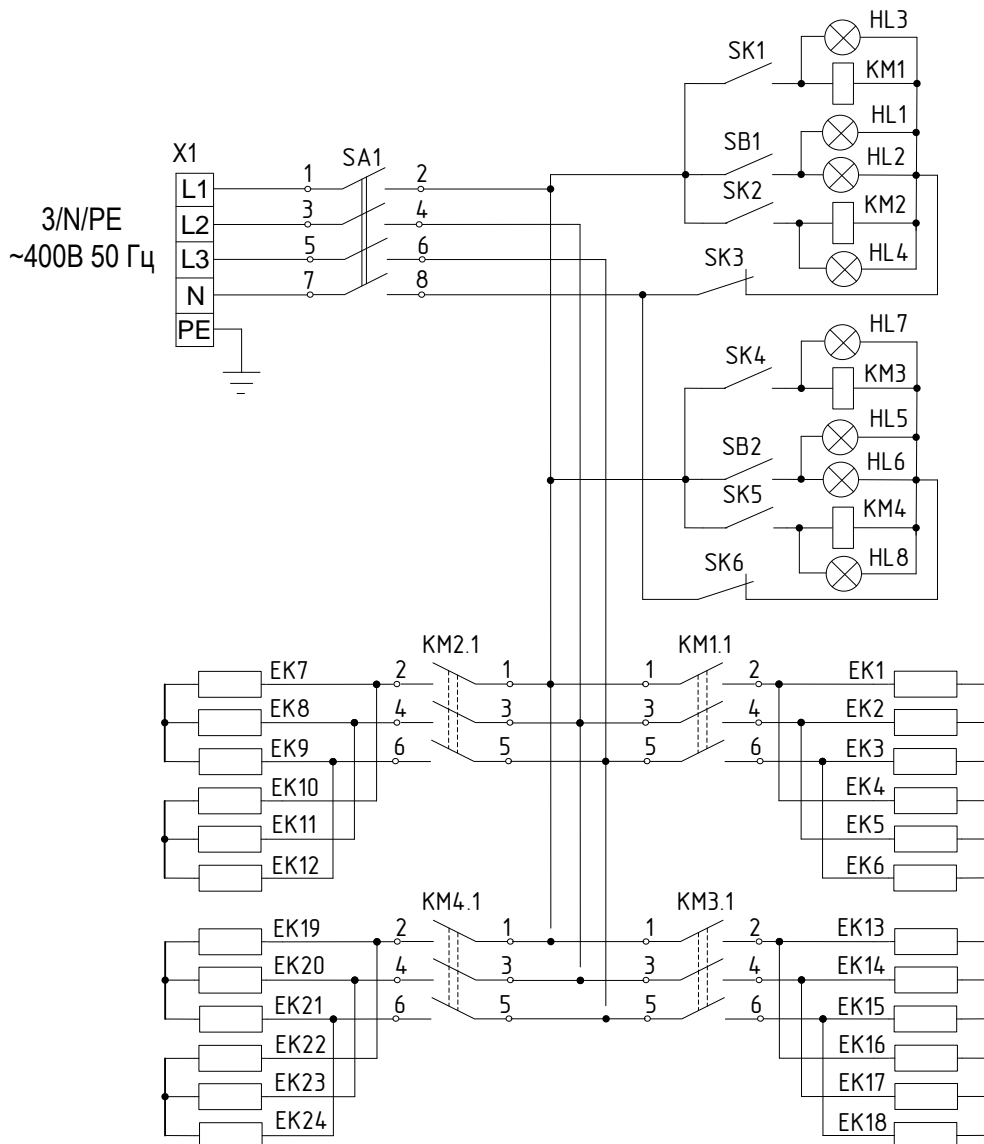 HL3
SK1
KM1
HL1
X1
SA1
SB1
HL2
L1
1
2
SK2
KM2
3/N/PE
L2
3
4
~400В 50 Гц
L3
5
6
HL4
N
7
8
SK3
PE
HL7
SK4
KM3
HL5
SB2
HL6
SK5
KM4
HL8
SK6
KM2.1
KM1.1
EK7
2
1
1
2
EK1
EK8
4
3
3
4
EK2
EK9
6
5
5
6
EK3
EK10
EK4
EK11
EK5
EK12
EK6
KM4.1
KM3.1
EK19
2
1
1
2
EK13
EK20
4
3
3
4
EK14
EK21
6
5
5
6
EK15
EK22
EK16
EK23
EK17
EK24
EK18